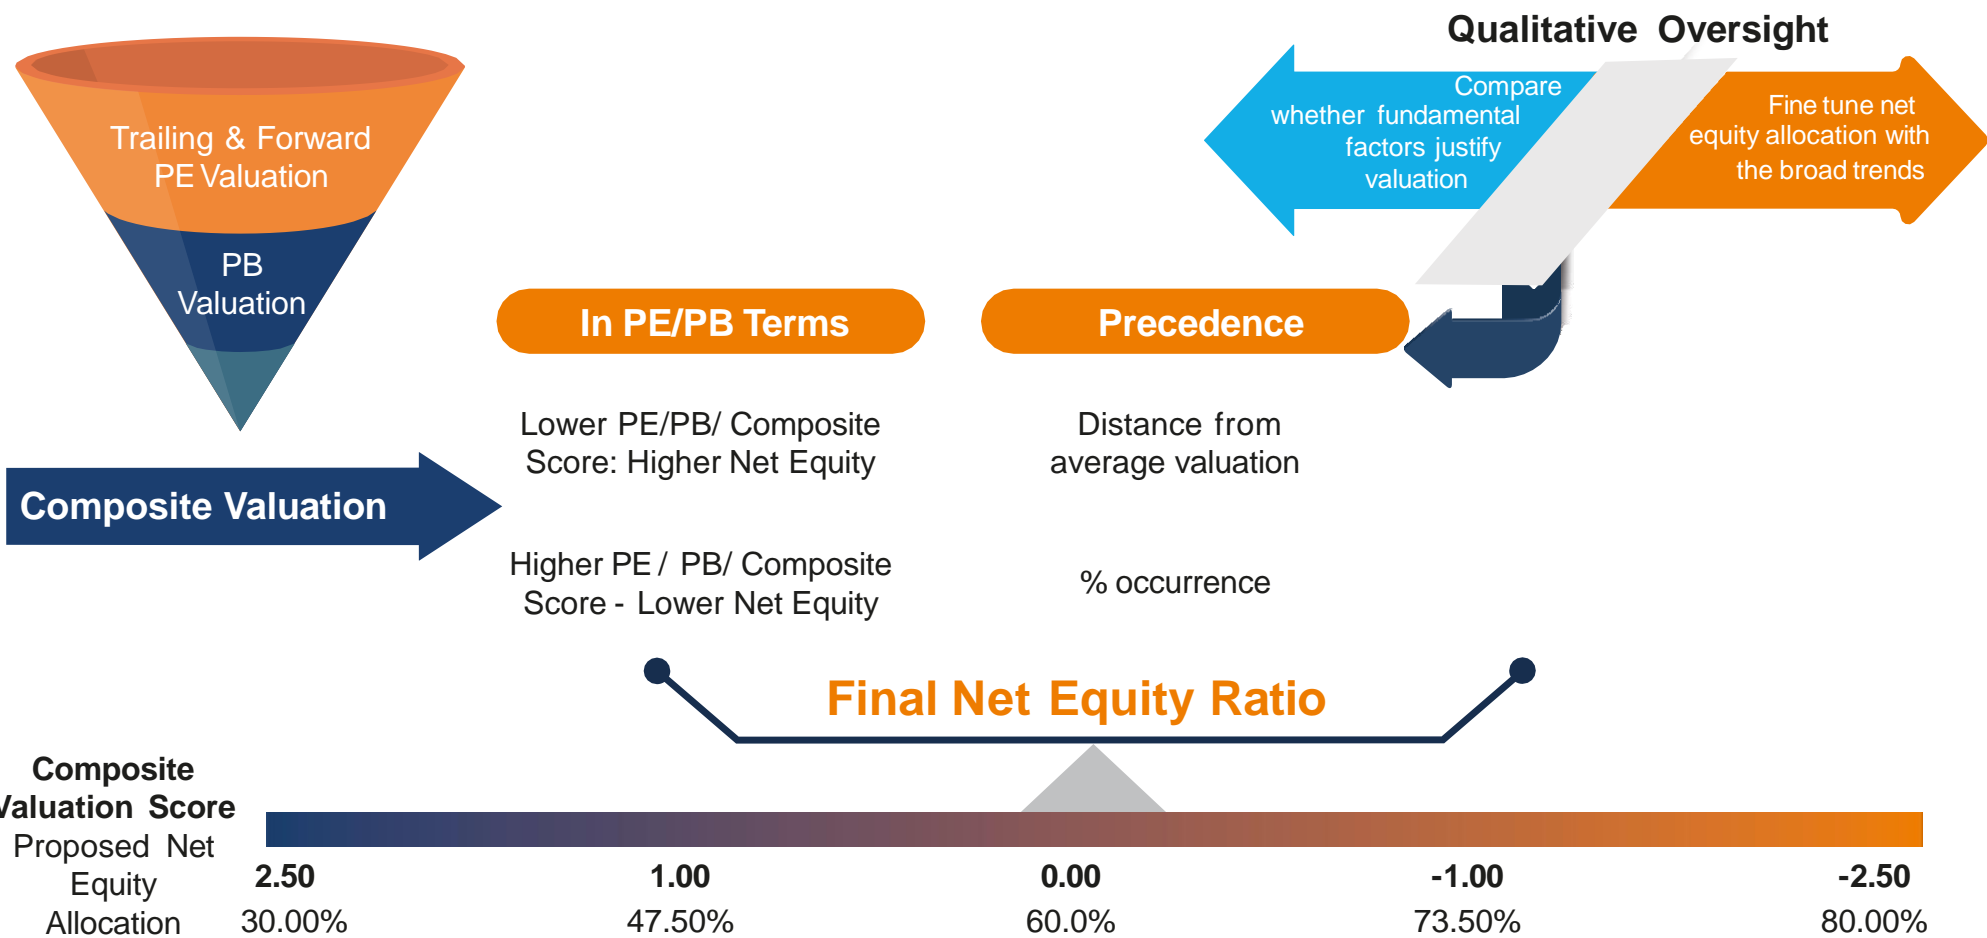 Qualitative Oversight
Compare
whether fundamental
factors justify
valuation
Fine tune net
equity allocation with
the broad trends
Trailing & Forward
PE Valuation
PB
Valuation
In PE/PB Terms
Precedence
Lower PE/PB/ Composite
Score: Higher Net Equity
Distance from
average valuation
Composite Valuation
Higher PE / PB/ Composite
Score - Lower Net Equity
% occurrence
Final Net Equity Ratio
Composite
Valuation Score
Proposed Net
Equity
Allocation
2.50 1.00 0.00 -1.00 -2.50
30.00% 47.50% 60.0% 73.50% 80.00%